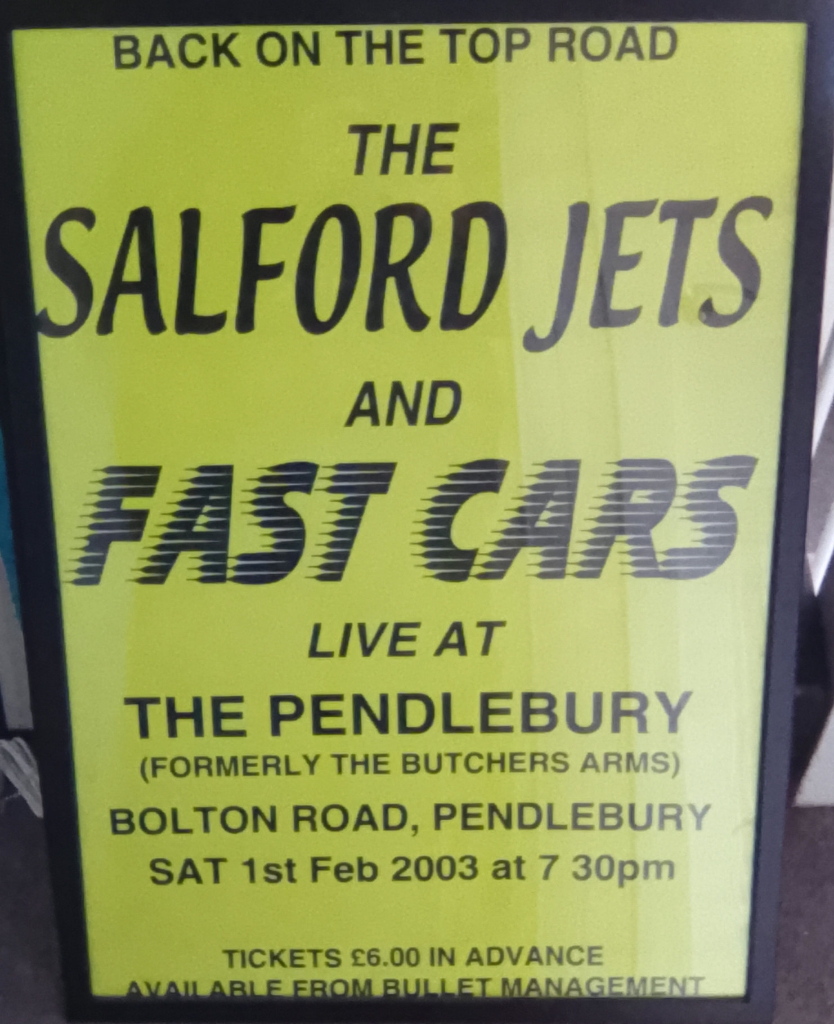 BACK ON THE TOP ROAD
THE
SALFORD JETS
AND
FAST CARS
LIVE AT
THE PENDLEBURY
(FORMERLY THE BUTCHERS ARMS)
BOLTON ROAD, PENDLEBURY
SAT 1st Feb 2003 at 7 30pm
TICKETS £6.00 IN ADVANCE
AVAILABLE FROM BULLET MANAGEMENT